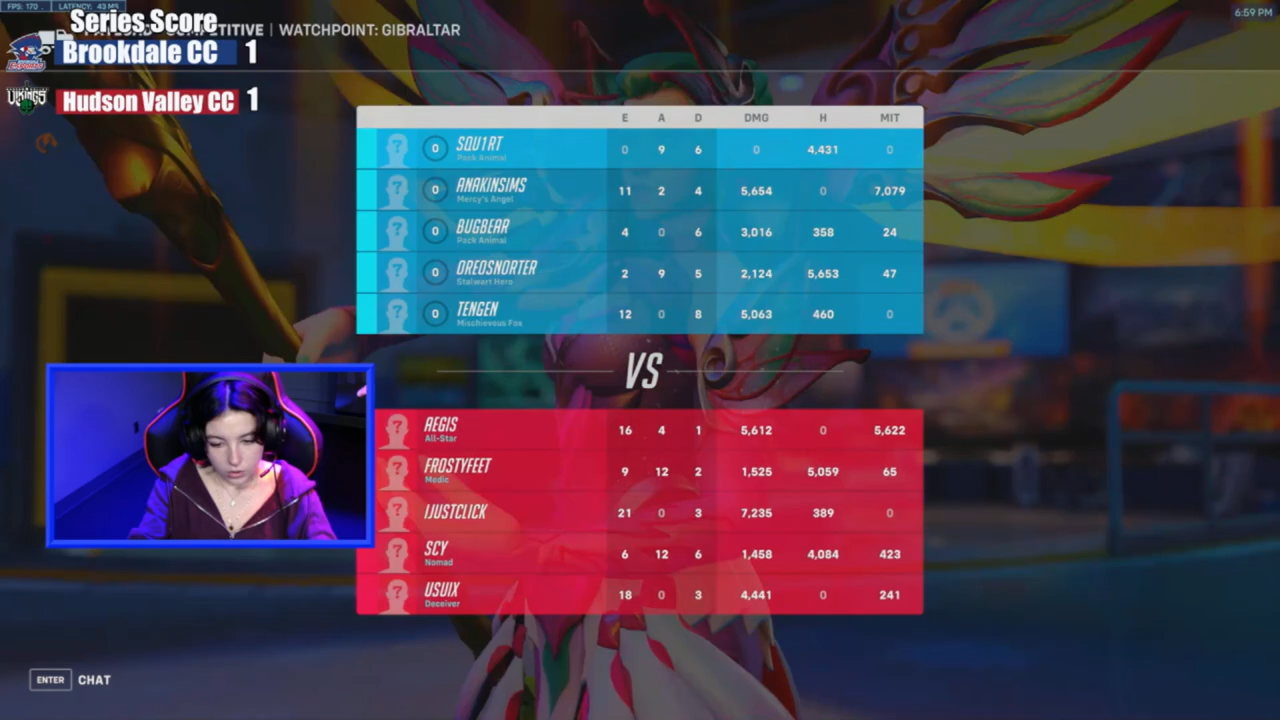 FPS: 170
LATENCY: 43 MS
6:59 PM
Series Score
COMPETITIVE | WATCHPOINT: GIBRALTAR
Brookdale CC 1
VIKINGS
Hudson Valley CC 1
E A D DMG H MIT
0 SQU1RT 0 9 6 0 4,431 0
Pack Animal
0 ANAKINSIMS 11 2 4 5,654 0 7,079
Mercy's Angel
0 BUGBEAR 4 0 6 3,016 358 24
Pack Animal
0 OREOSNORTER 2 9 5 2,124 5,653 47
Stalwart Hero
0 TENGEN 12 0 8 5,063 460 0
Mischievous Fox
VS
AEGIS 16 4 1 5,612 0 5,622
All-Star
FROSTYFEET 9 12 2 1,525 5,059 65
Medic
IJUSTCLICK 21 0 3 7,235 389 0
SCY 6 12 6 1,458 4,084 423
Nomad
USUIX 18 0 3 4,441 0 241
Deceiver
ENTER CHAT